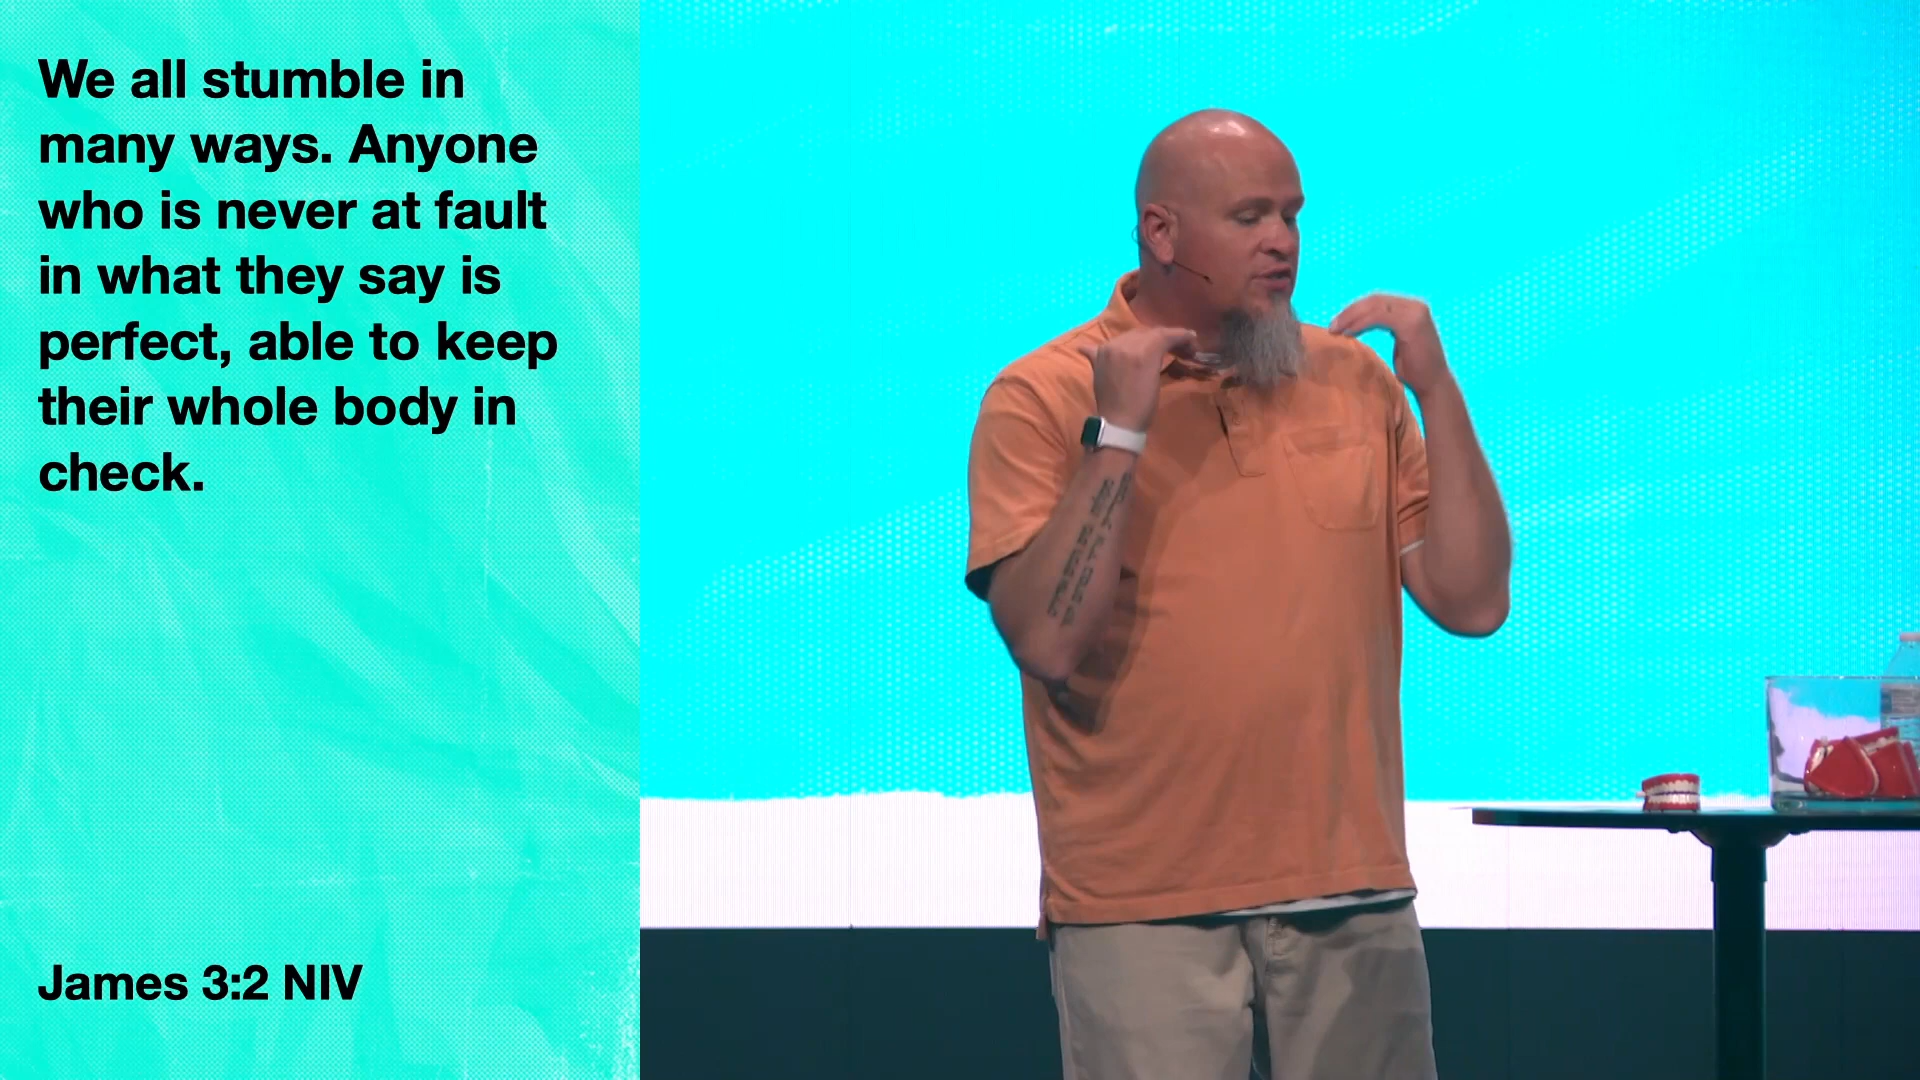 We all stumble in
many ways. Anyone
who is never at fault
in what they say is
perfect, able to keep
their whole body in
check.
James 3:2 NIV